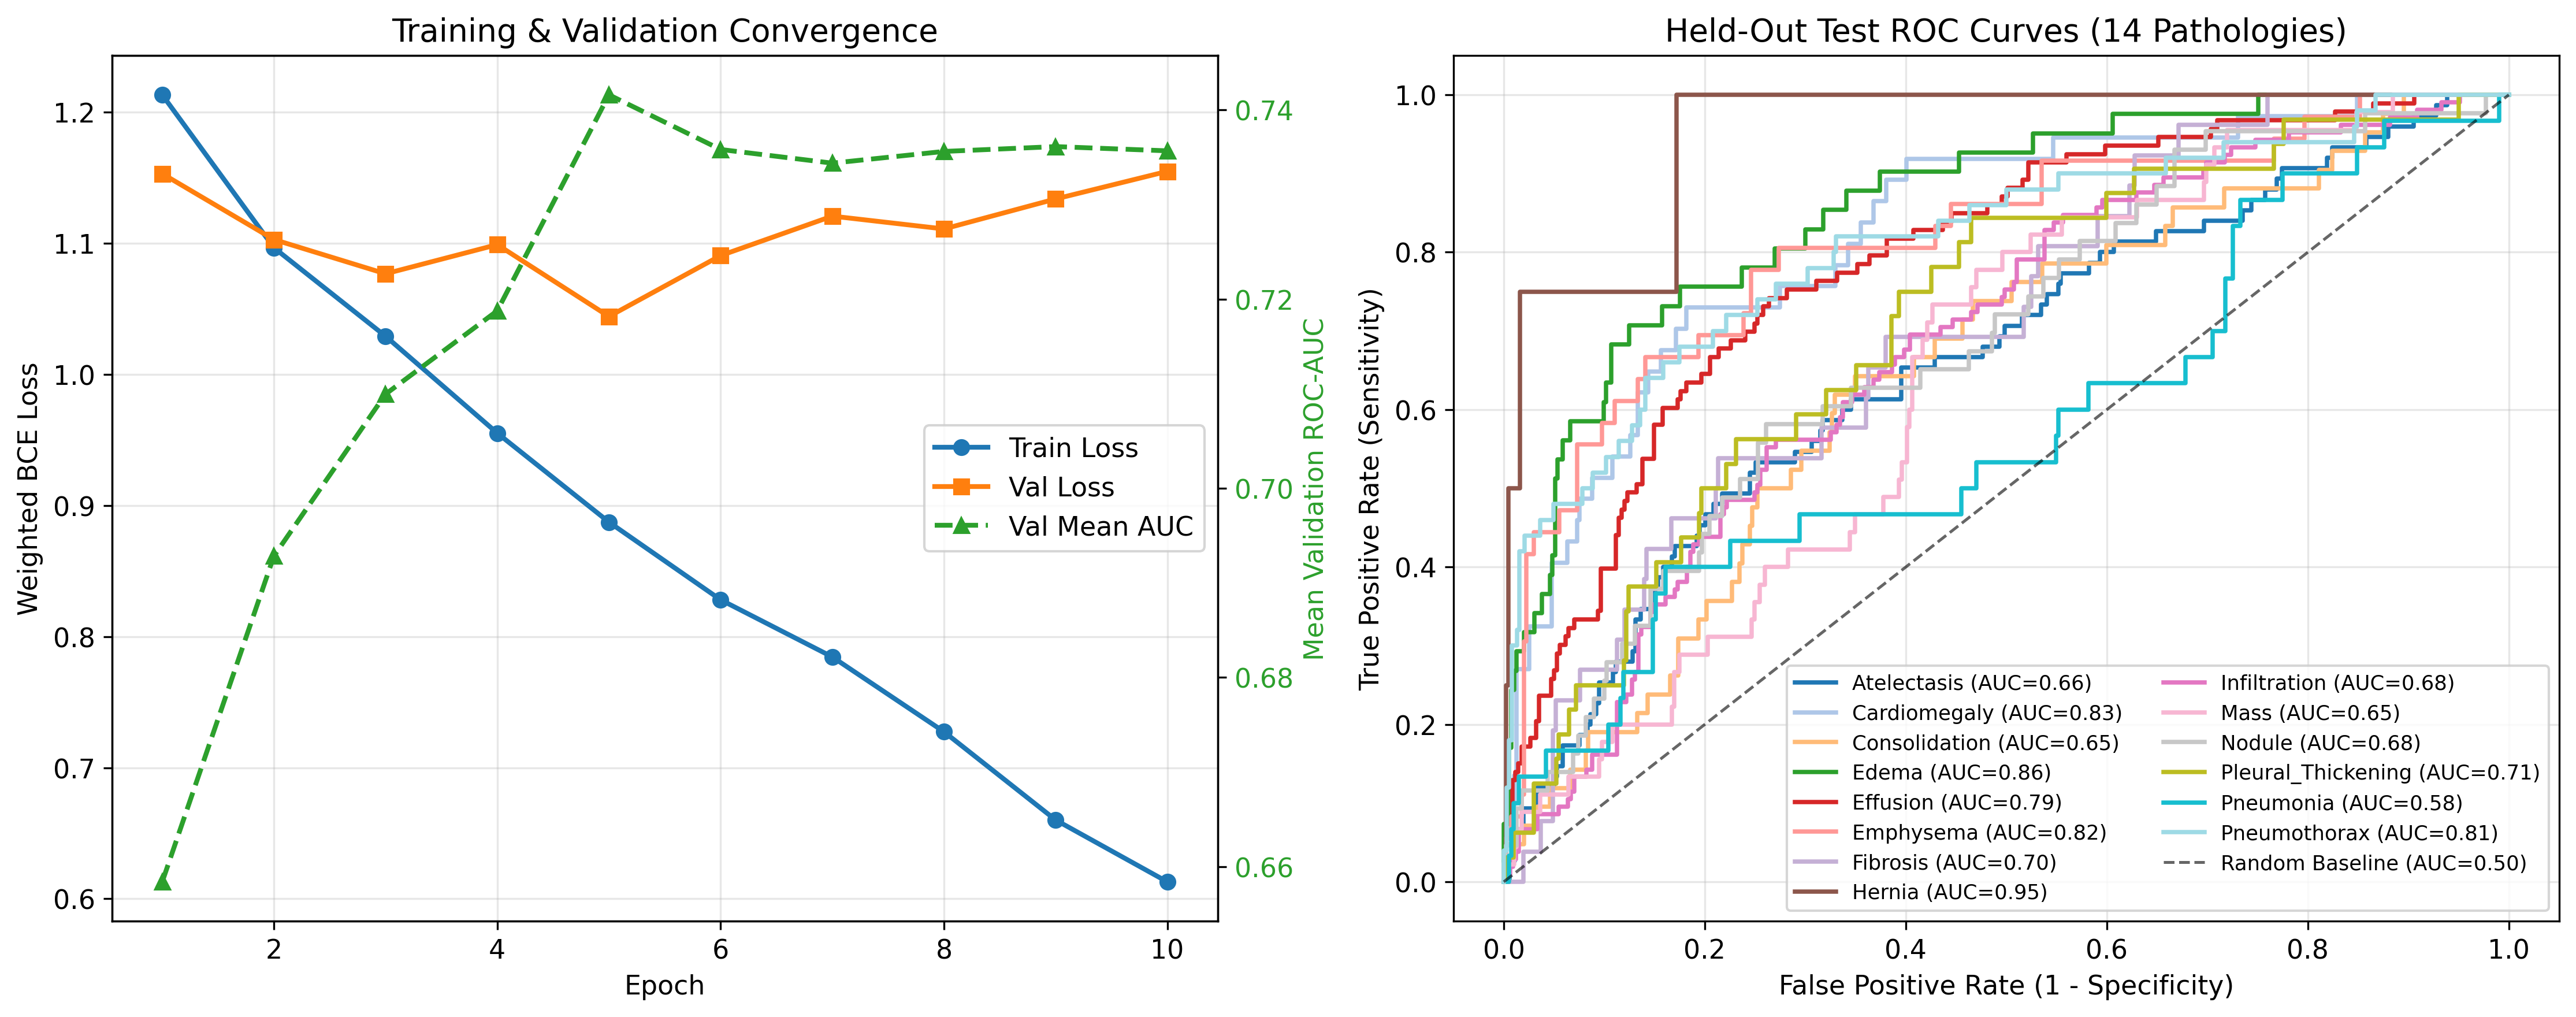 Training & Validation Convergence
1.2
1.1
1.0
0.9
0.8
0.7
0.6
Weighted BCE Loss
2
4
6
8
10
Epoch
0.74
0.72
0.70
0.68
0.66
Mean Validation ROC-AUC
Train Loss
Val Loss
Val Mean AUC
Held-Out Test ROC Curves (14 Pathologies)
1.0
0.8
0.6
0.4
0.2
0.0
True Positive Rate (Sensitivity)
0.0
0.2
0.4
0.6
0.8
1.0
False Positive Rate (1 - Specificity)
Atelectasis (AUC=0.66)
Cardiomegaly (AUC=0.83)
Consolidation (AUC=0.65)
Edema (AUC=0.86)
Effusion (AUC=0.79)
Emphysema (AUC=0.82)
Fibrosis (AUC=0.70)
Hernia (AUC=0.95)
Infiltration (AUC=0.68)
Mass (AUC=0.65)
Nodule (AUC=0.68)
Pleural_Thickening (AUC=0.71)
Pneumonia (AUC=0.58)
Pneumothorax (AUC=0.81)
Random Baseline (AUC=0.50)